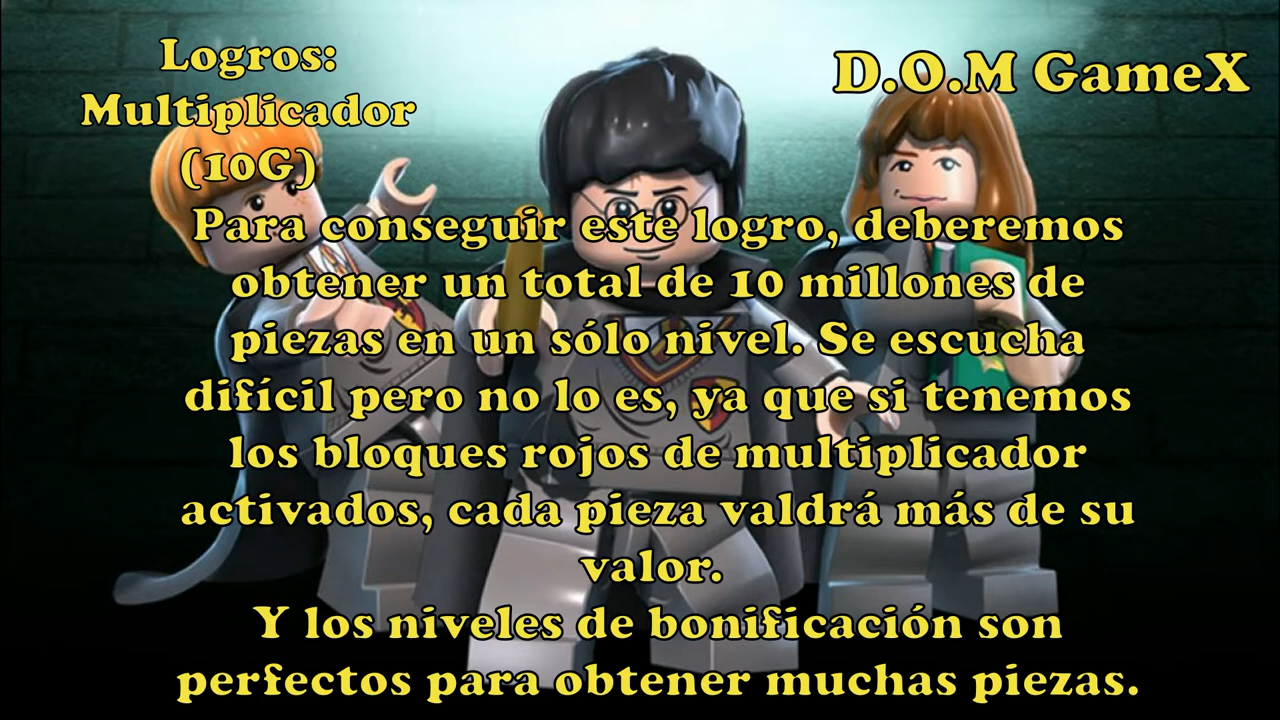 Logros:
Multiplicador
(10G)
D.O.M GameX
Para conseguir este logro, deberemos
obtener un total de 10 millones de
piezas en un sólo nivel. Se escucha
difícil pero no lo es, ya que si tenemos
los bloques rojos de multiplicador
activados, cada pieza valdrá más de su
valor.
Y los niveles de bonificación son
perfectos para obtener muchas piezas.